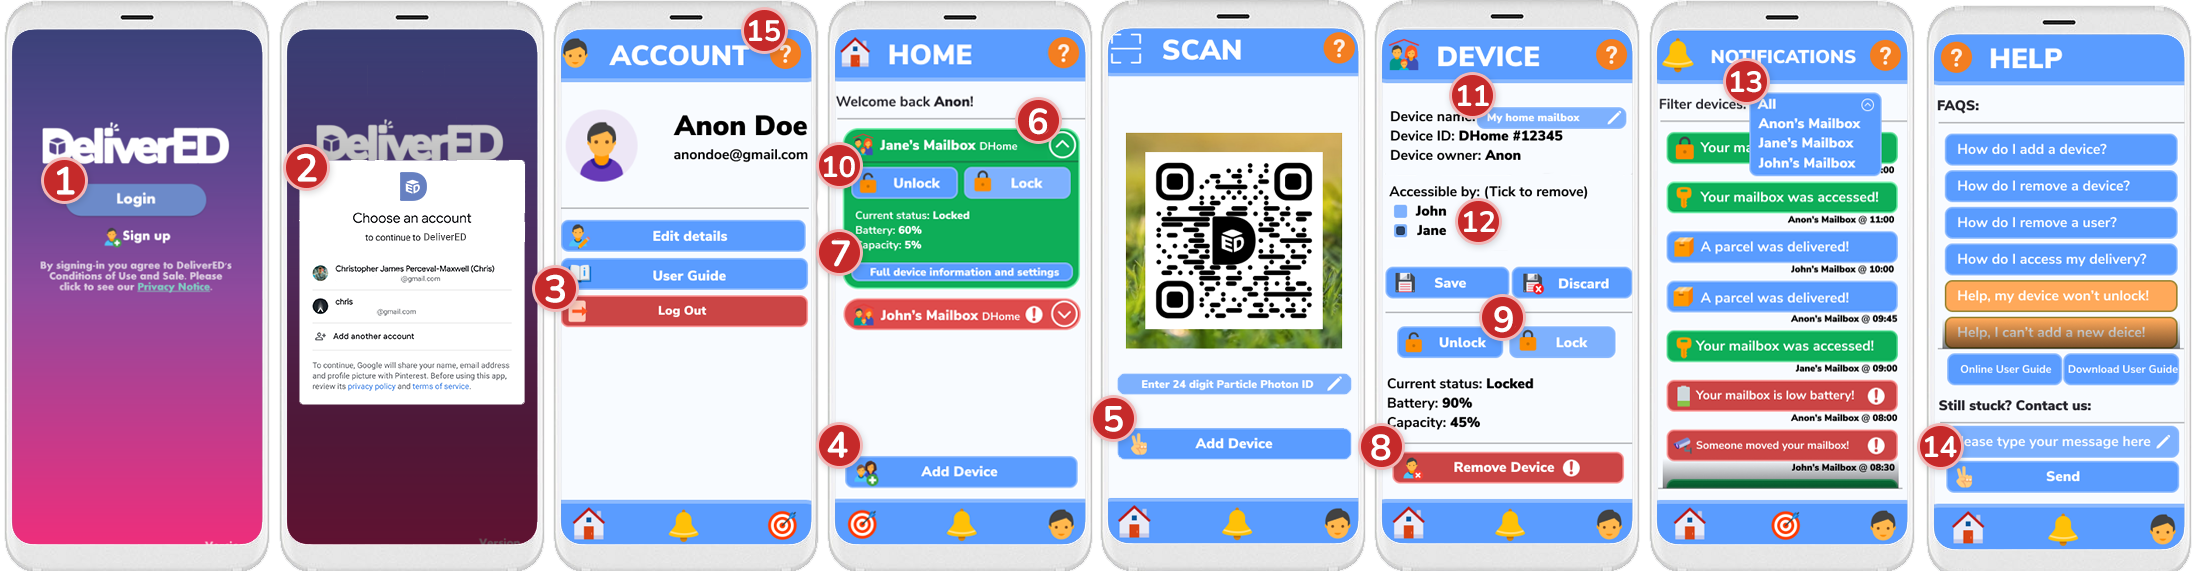 DeliverED
1
Login
Sign up
By signing-in you agree to DeliverED's
Conditions of Use and Sale. Please
click to see our Privacy Notice.
DeliverED
2
ED
Choose an account
to continue to DeliverED
Christopher James Perceval-Maxwell (Chris)
@gmail.com
chris
@gmail.com
Add another account
To continue, Google will share your name, email address
and profile picture with Pinterest. Before using this app,
review its privacy policy and terms of service.
Version
15
ACCOUNT ?
Anon Doe
anondoe@gmail.com
Edit details
User Guide
3
Log Out
HOME ?
Welcome back Anon!
6
Jane's Mailbox DHome
10
Unlock Lock
Current status: Locked
Battery: 60%
7
apacity: 5%
Full device information and settings
John's Mailbox DHome !
4
Add Device
SCAN ?
ED
Enter 24 digit Particle Photon ID
5
Add Device
DEVICE ?
11
Device name: My home mailbox
Device ID: DHome #12345
Device owner: Anon
Accessible by: (Tick to remove)
John
12
Jane
Save Discard
9
Unlock Lock
Current status: Locked
Battery: 90%
Capacity: 45%
8
Remove Device !
NOTIFICATIONS ?
13
Filter devices: All
Anon's Mailbox
Jane's Mailbox
John's Mailbox
Your ma
:00
Your mailbox was accessed!
Anon's Mailbox @ 11:00
A parcel was delivered!
John's Mailbox @ 10:00
A parcel was delivered!
Anon's Mailbox @ 09:45
Your mailbox was accessed!
Jane's Mailbox @ 09:00
Your mailbox is low battery! !
Anon's Mailbox @ 08:00
Someone moved your mailbox! !
John's Mailbox @ 08:30
? HELP
FAQS:
How do I add a device?
How do I remove a device?
How do I remove a user?
How do I access my delivery?
Help, my device won't unlock!
Help, I can't add a new deice!
Online User Guide Download User Guide
Still stuck? Contact us:
14
ease type your message here
Send